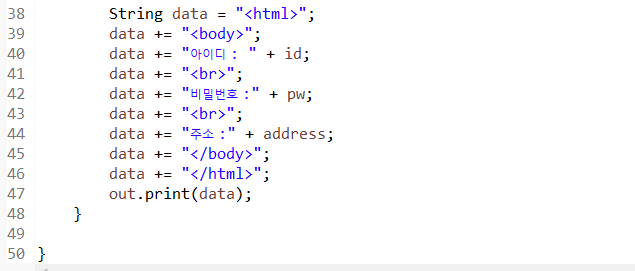 38 String data = "<html>";
39 data += "<body>";
40 data += "아이디 : " + id;
41 data += "<br>";
42 data += "비밀번호 :" + pw;
43 data += "<br>";
44 data += "주소 :" + address;
45 data += "</body>";
46 data += "</html>";
47 out.print(data);
48 }
49
50 }